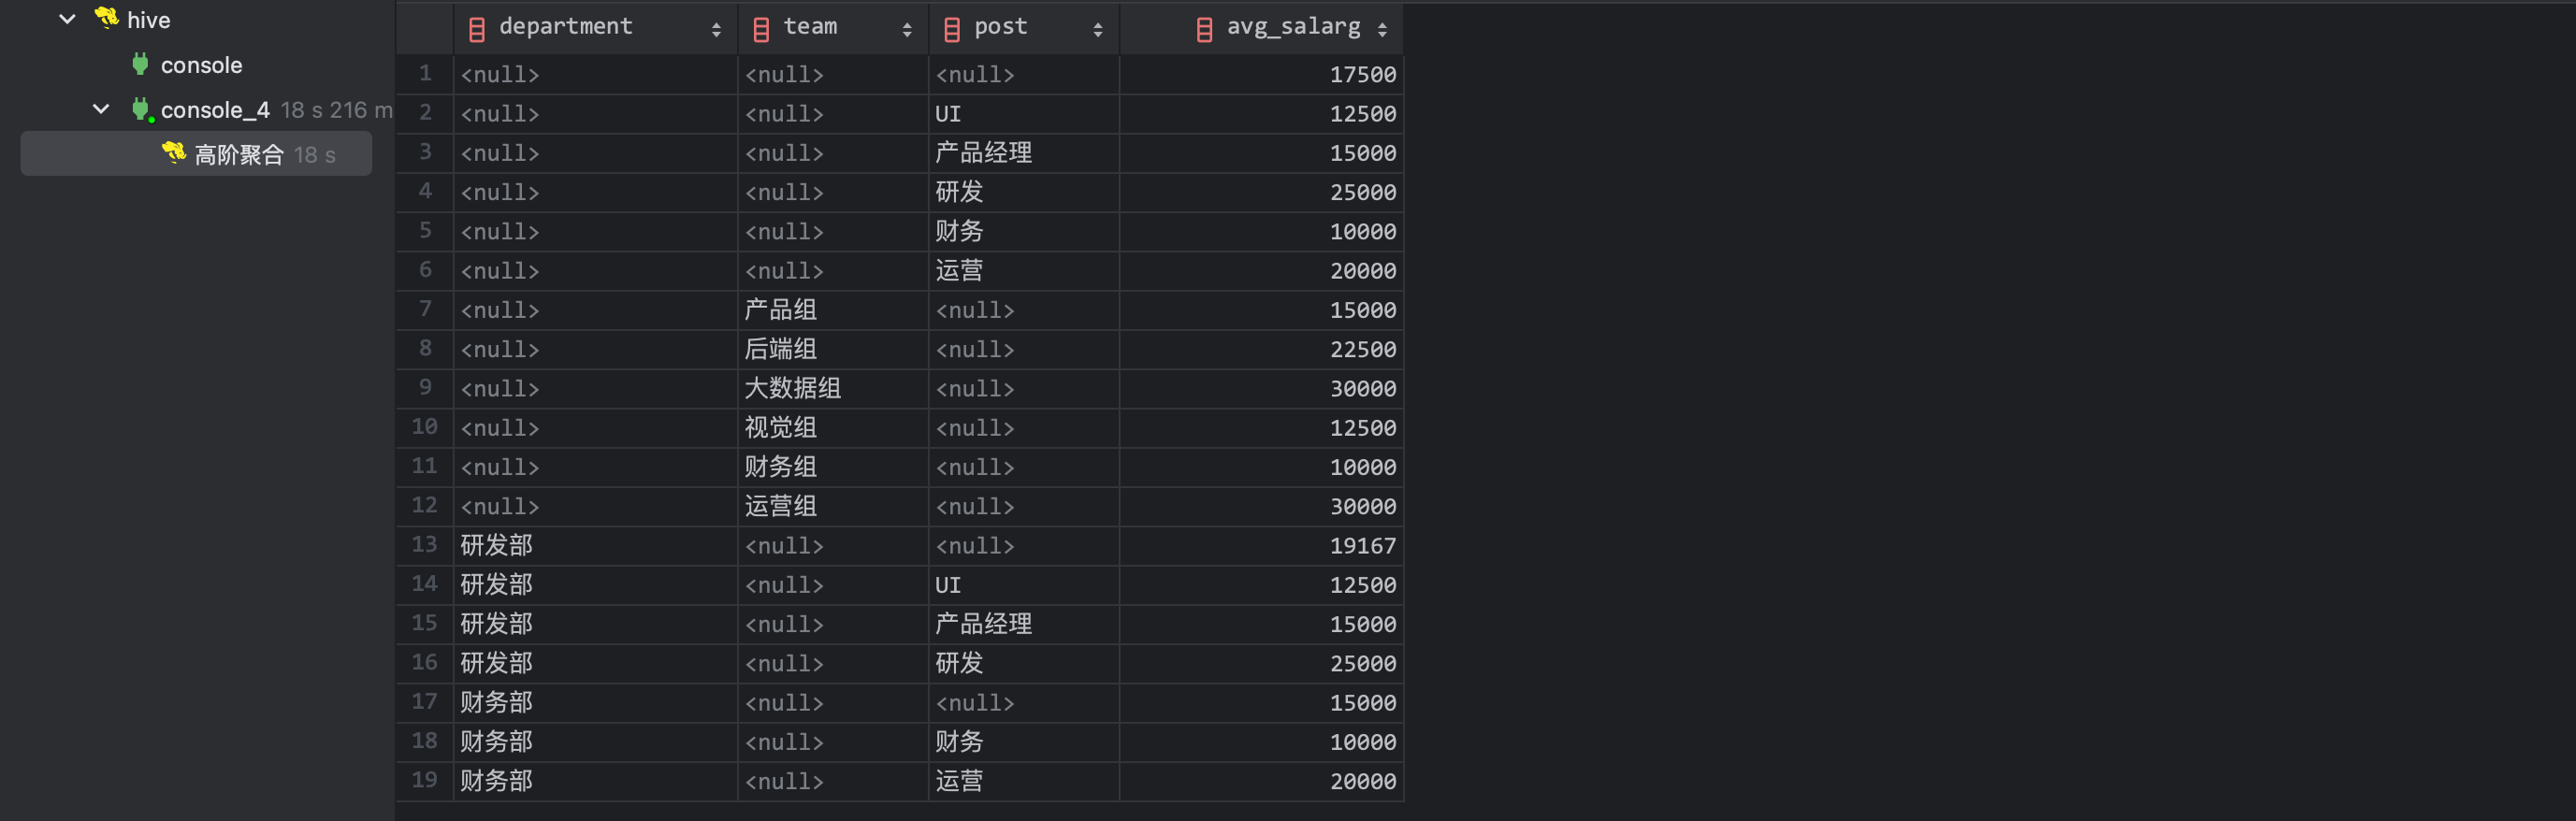 hive
console
console_4 18 s 216 m
高阶聚合 18 s
department team post avg_salarg
1 <null> <null> <null> 17500
2 <null> <null> UI 12500
3 <null> <null> 产品经理 15000
4 <null> <null> 研发 25000
5 <null> <null> 财务 10000
6 <null> <null> 运营 20000
7 <null> 产品组 <null> 15000
8 <null> 后端组 <null> 22500
9 <null> 大数据组 <null> 30000
10 <null> 视觉组 <null> 12500
11 <null> 财务组 <null> 10000
12 <null> 运营组 <null> 30000
13 研发部 <null> <null> 19167
14 研发部 <null> UI 12500
15 研发部 <null> 产品经理 15000
16 研发部 <null> 研发 25000
17 财务部 <null> <null> 15000
18 财务部 <null> 财务 10000
19 财务部 <null> 运营 20000